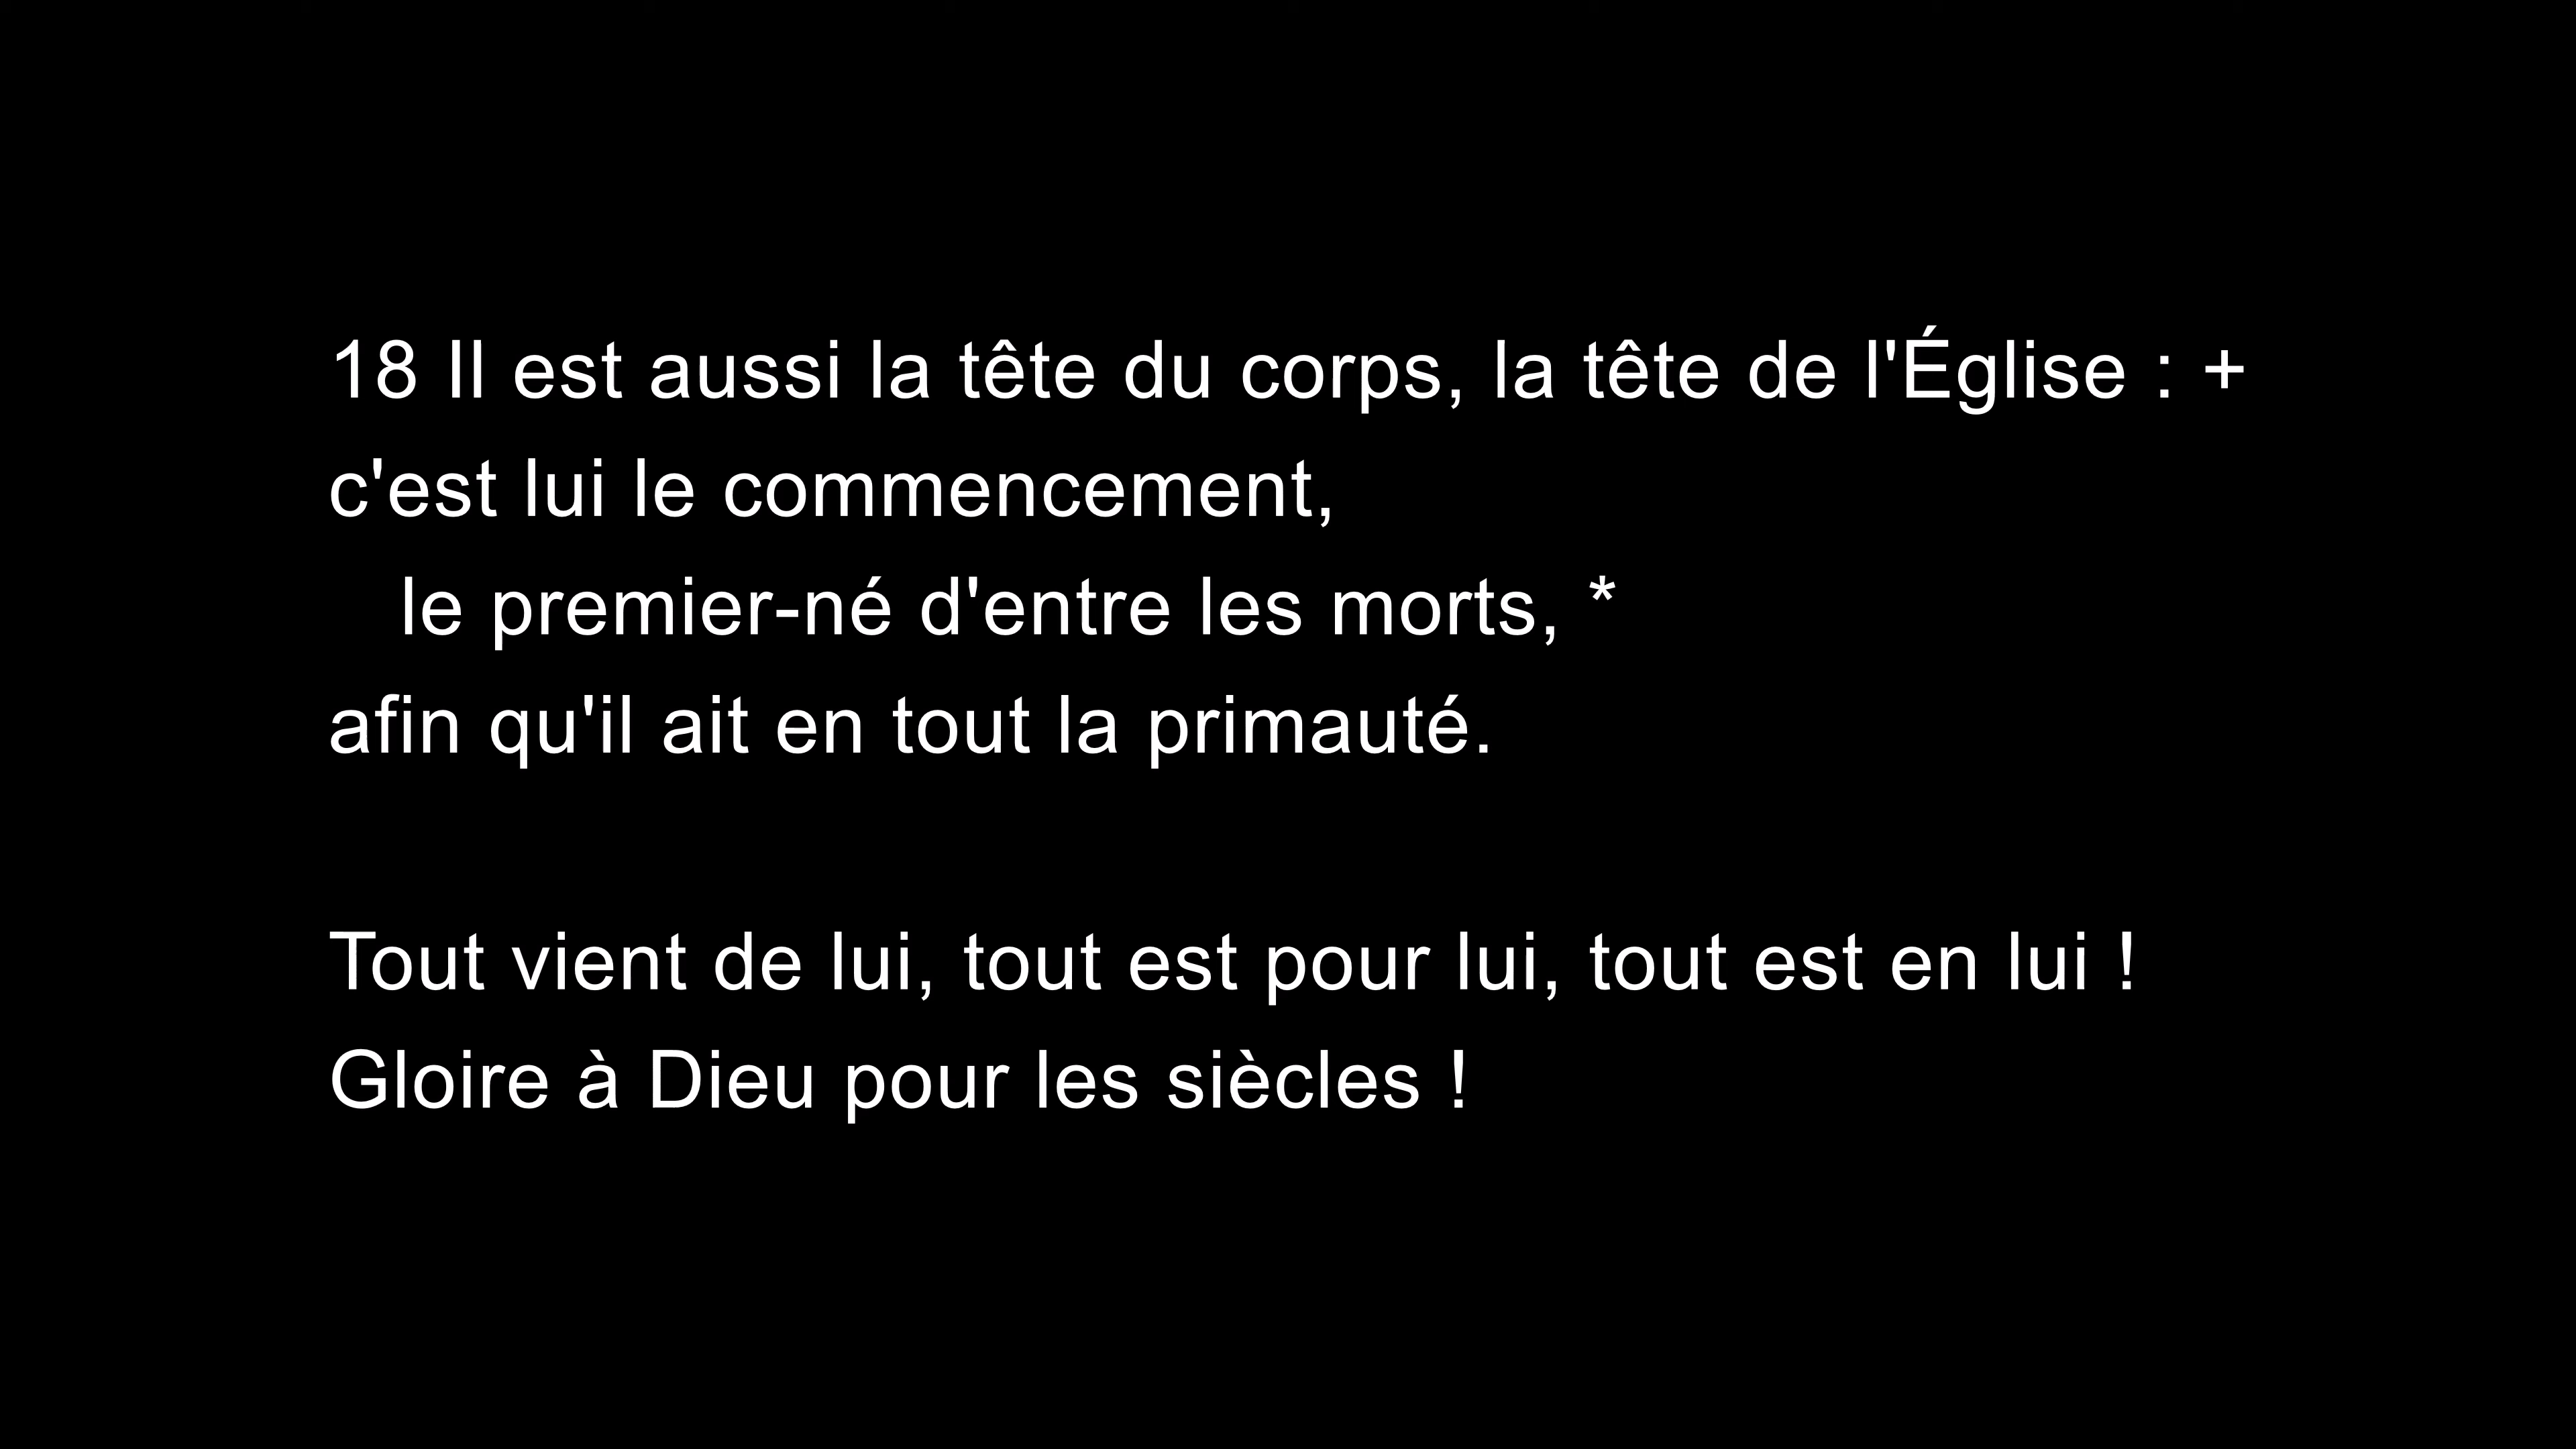 18 Il est aussi la tête du corps, la tête de l'Église : +
c'est lui le commencement,
le premier-né d'entre les morts, *
afin qu'il ait en tout la primauté.
Tout vient de lui, tout est pour lui, tout est en lui !
Gloire à Dieu pour les siècles !